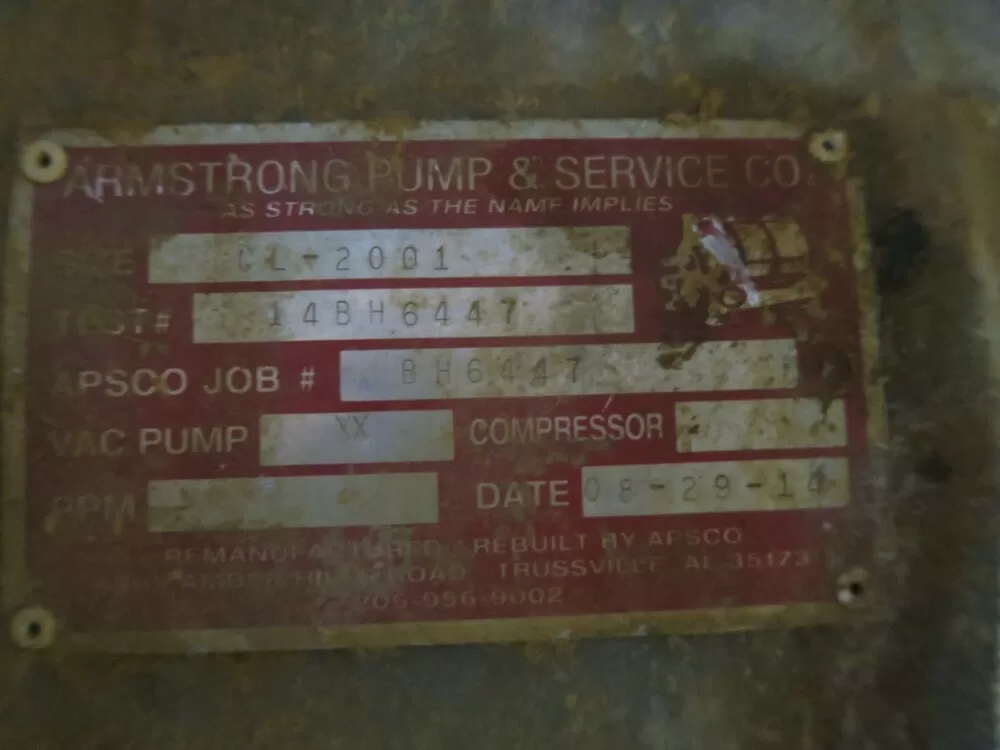 ARMSTRONG PUMP & SERVICE CO.
AS STRONG AS THE NAME IMPLIES
SIZE CL-2001
TEST# 14BH6447
APSCO JOB # BH6447
VAC PUMP XX COMPRESSOR
RPM DATE 08-29-14
REMANUFACTURED REBUILT BY APSCO
ROAD TRUSSVILLE AL 35173
205-956-9002